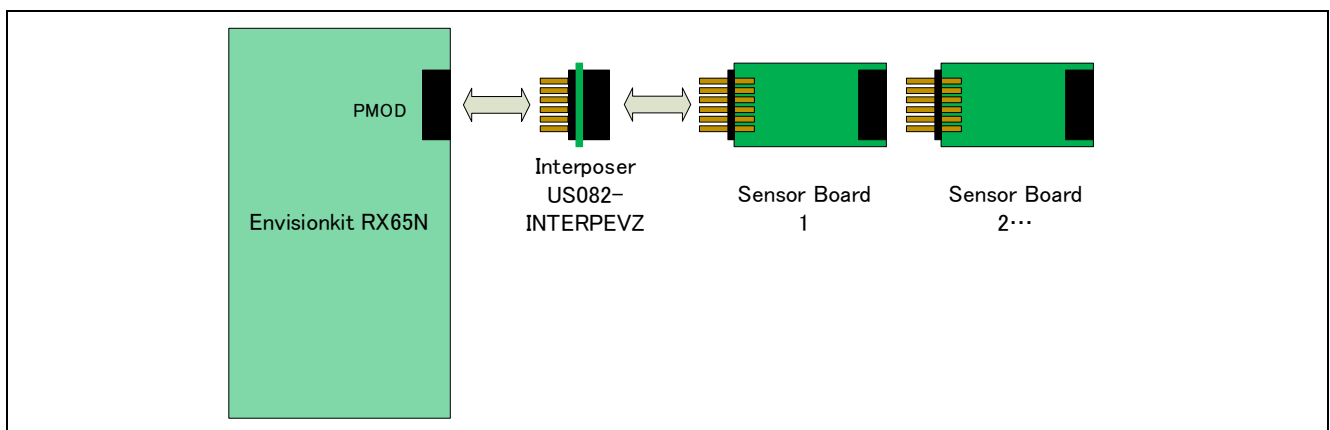 PMOD
Envisionkit RX65N
Interposer
US082-
INTERPEVZ
Sensor Board
1
Sensor Board
2…